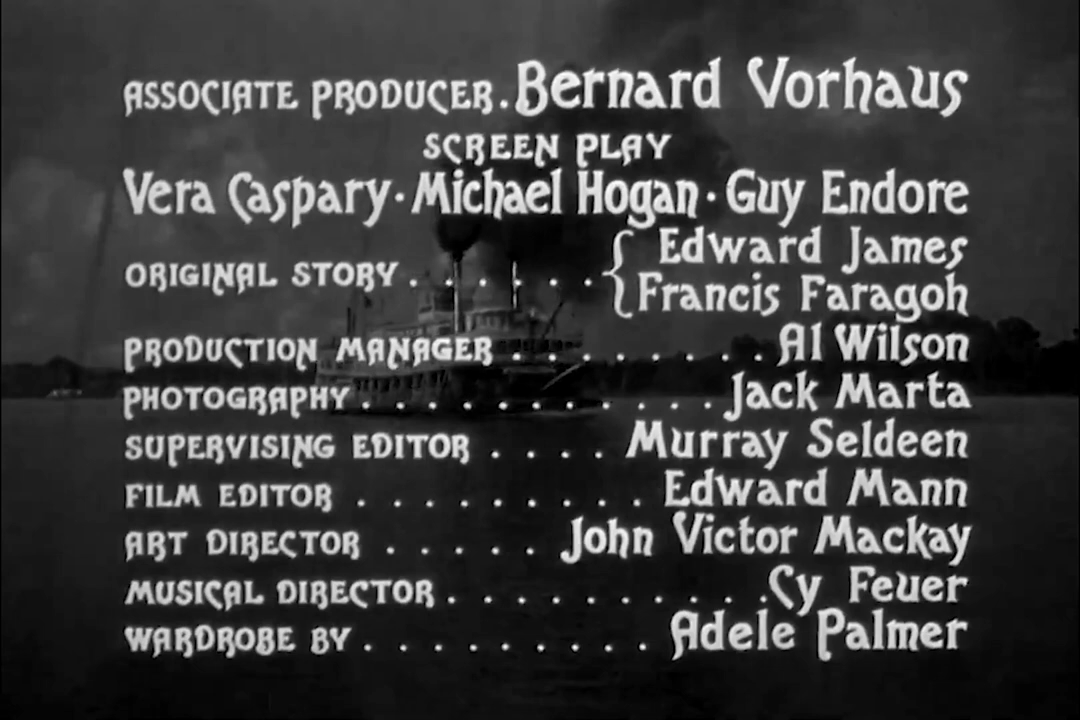 ASSOCIATE PRODUCER. Bernard Vorhaus
SCREEN PLAY
Vera Caspary · Michael Hogan · Guy Endore
ORIGINAL STORY . . . . . . { Edward James
Francis Faragoh
PRODUCTION MANAGER . . . . . . . . . Al Wilson
PHOTOGRAPHY . . . . . . . . . . . Jack Marta
SUPERVISING EDITOR . . . . Murray Seldeen
FILM EDITOR . . . . . . . . . Edward Mann
ART DIRECTOR . . . . . John Victor Mackay
MUSICAL DIRECTOR . . . . . . . . . . Cy Feuer
WARDROBE BY . . . . . . . . . Adele Palmer